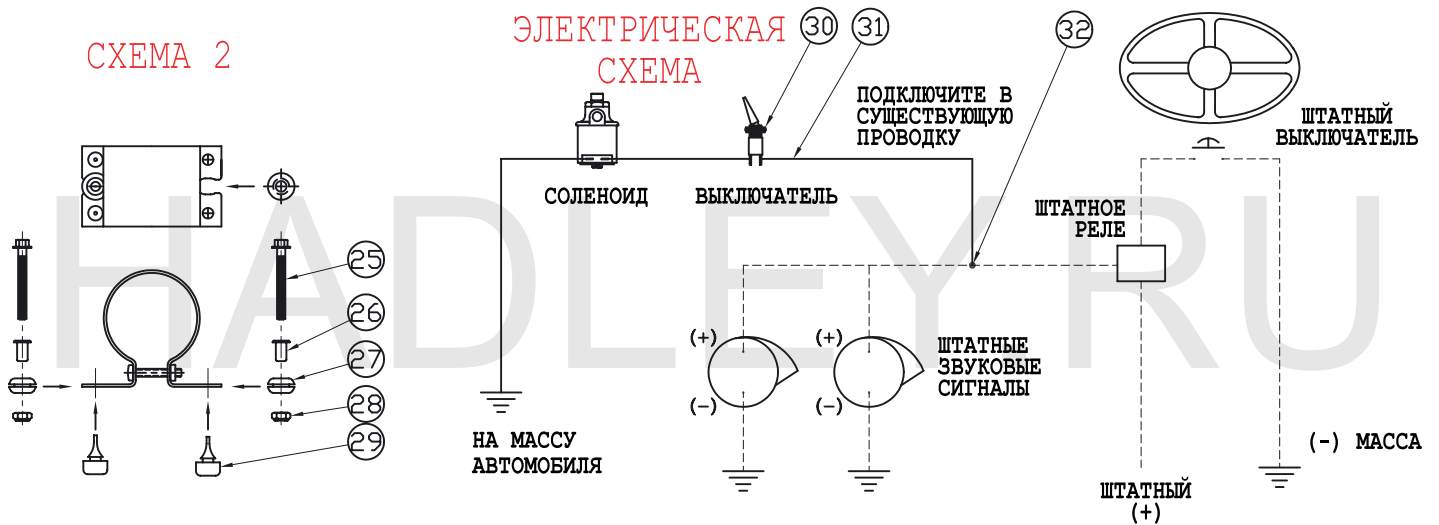 СХЕМА 2
25
26
27
28
29
ЭЛЕКТРИЧЕСКАЯ
СХЕМА
30
31
32
ПОДКЛЮЧИТЕ В
СУЩЕСТВУЮЩУЮ
ПРОВОДКУ
ШТАТНЫЙ
ВЫКЛЮЧАТЕЛЬ
СОЛЕНОИД
ВЫКЛЮЧАТЕЛЬ
ШТАТНОЕ
РЕЛЕ
(+)
(+)
ШТАТНЫЕ
ЗВУКОВЫЕ
СИГНАЛЫ
(-)
(-)
НА МАССУ
АВТОМОБИЛЯ
(-) МАССА
ШТАТНЫЙ
(+)
HADLEY RU